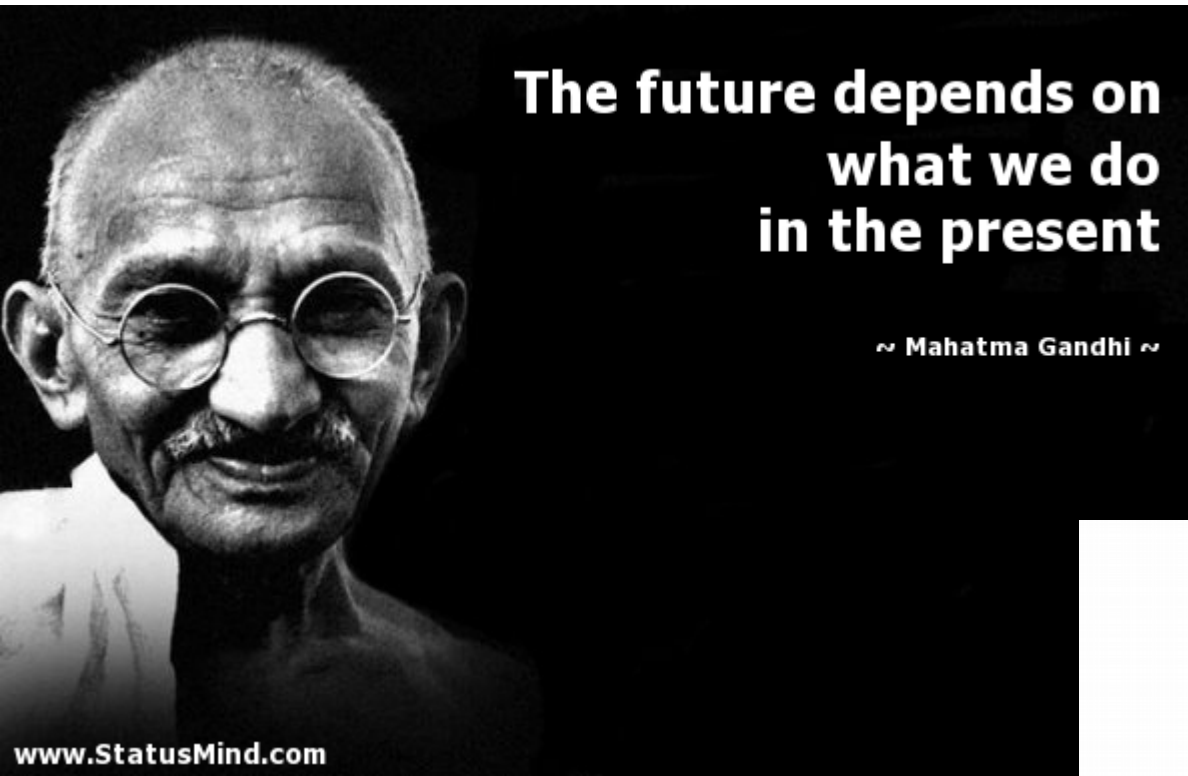 The future depends on
what we do
in the present
~ Mahatma Gandhi ~
www.StatusMind.com